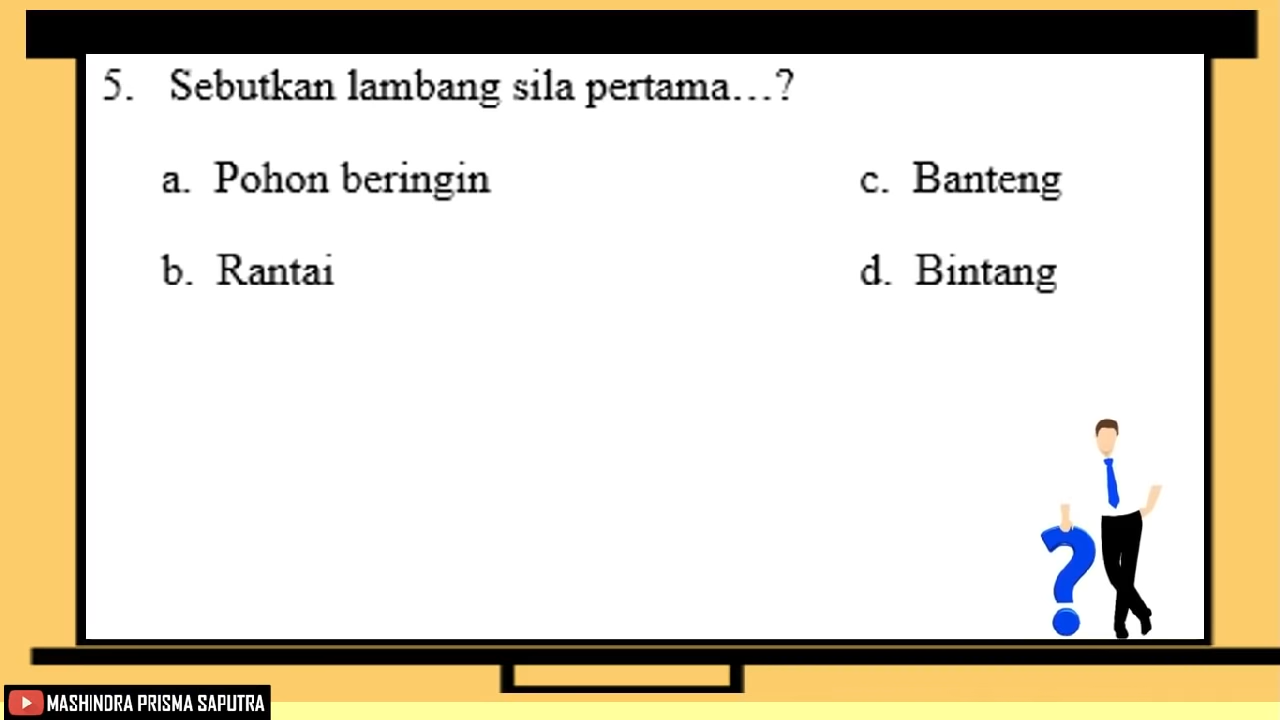 5. Sebutkan lambang sila pertama...?
a. Pohon beringin
c. Banteng
b. Rantai
d. Bintang
MASHINDRA PRISMA SAPUTRA